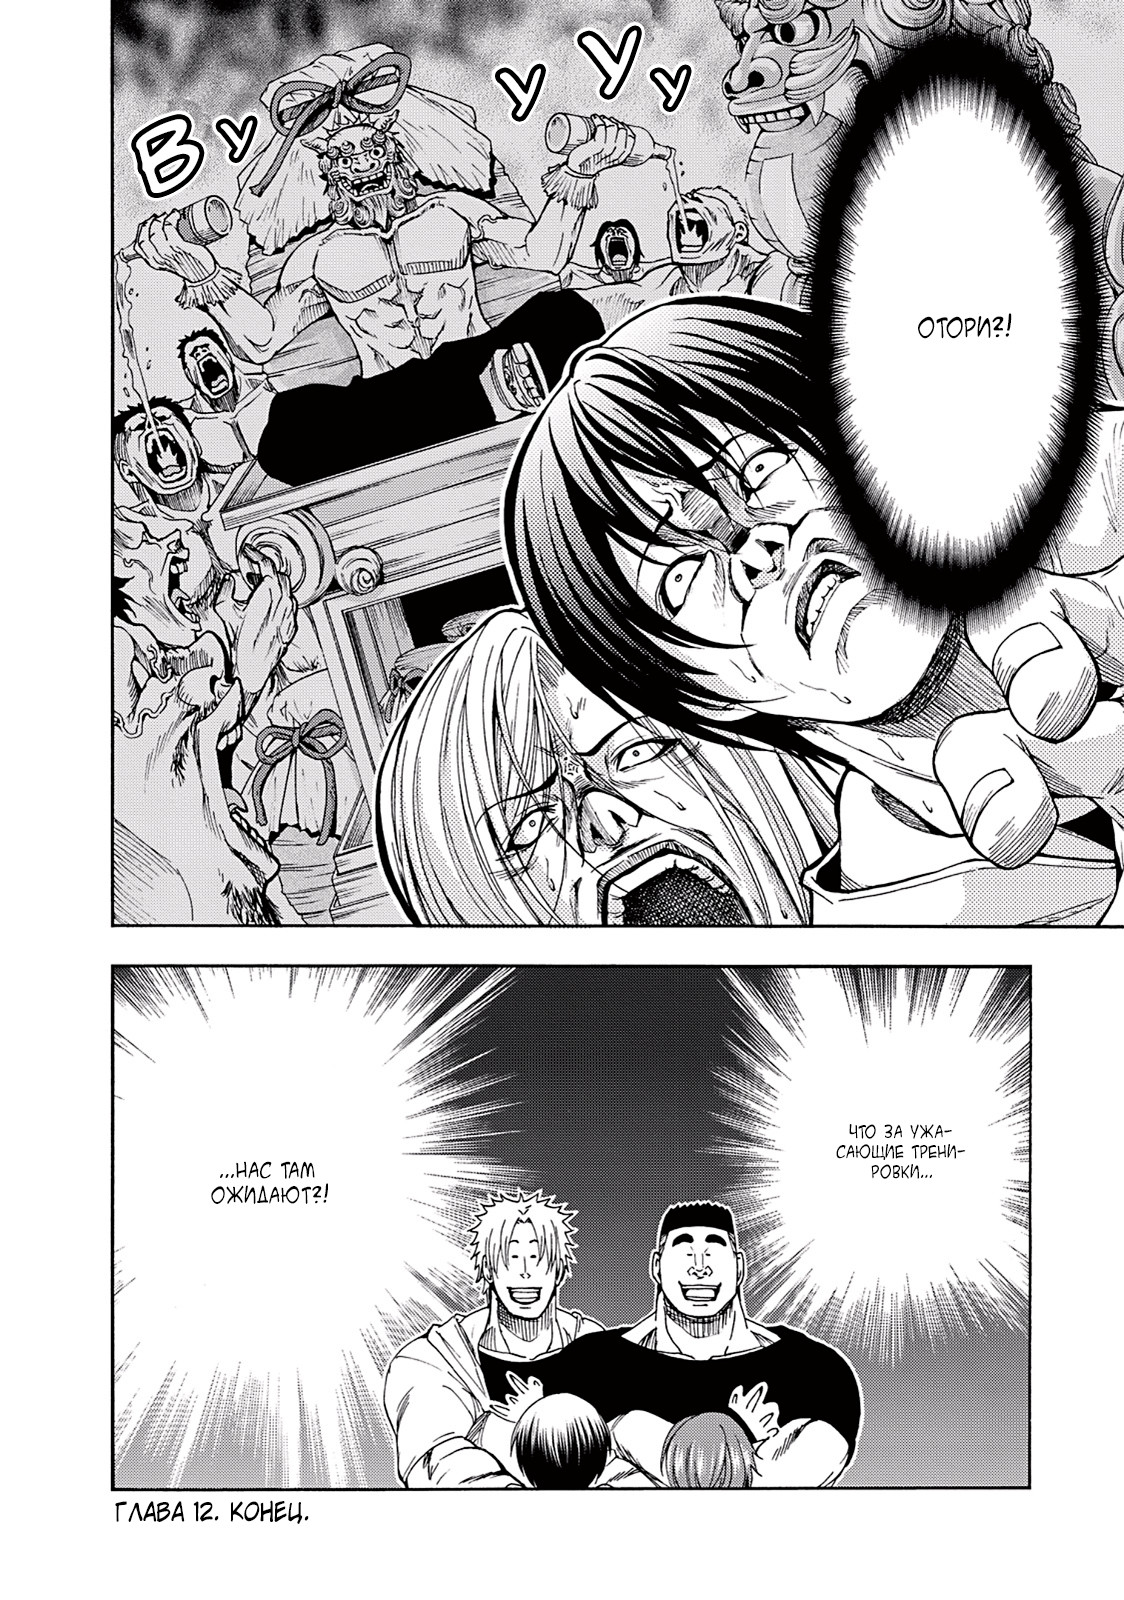 Ву у у у
ОТОРИ?!
ЧТО ЗА УЖА-
САЮЩИЕ ТРЕНИ-
РОВКИ...
...НАС ТАМ
ОЖИДАЮТ?!
ГЛАВА 12. КОНЕЦ.